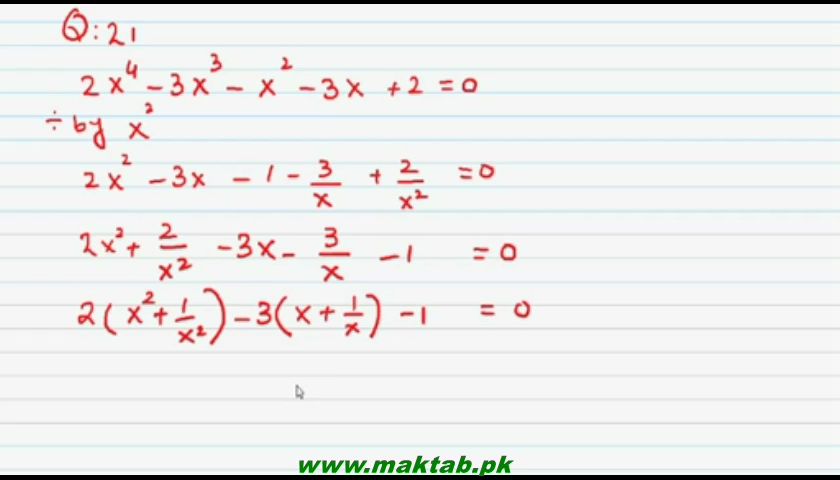 Q: 21
2x⁴ - 3x³ - x² - 3x + 2 = 0
÷ by x²
2x² - 3x - 1 - 3/x + 2/x² = 0
2x² + 2/x² - 3x - 3/x - 1 = 0
2(x² + 1/x²) - 3(x + 1/x) - 1 = 0
www.maktab.pk